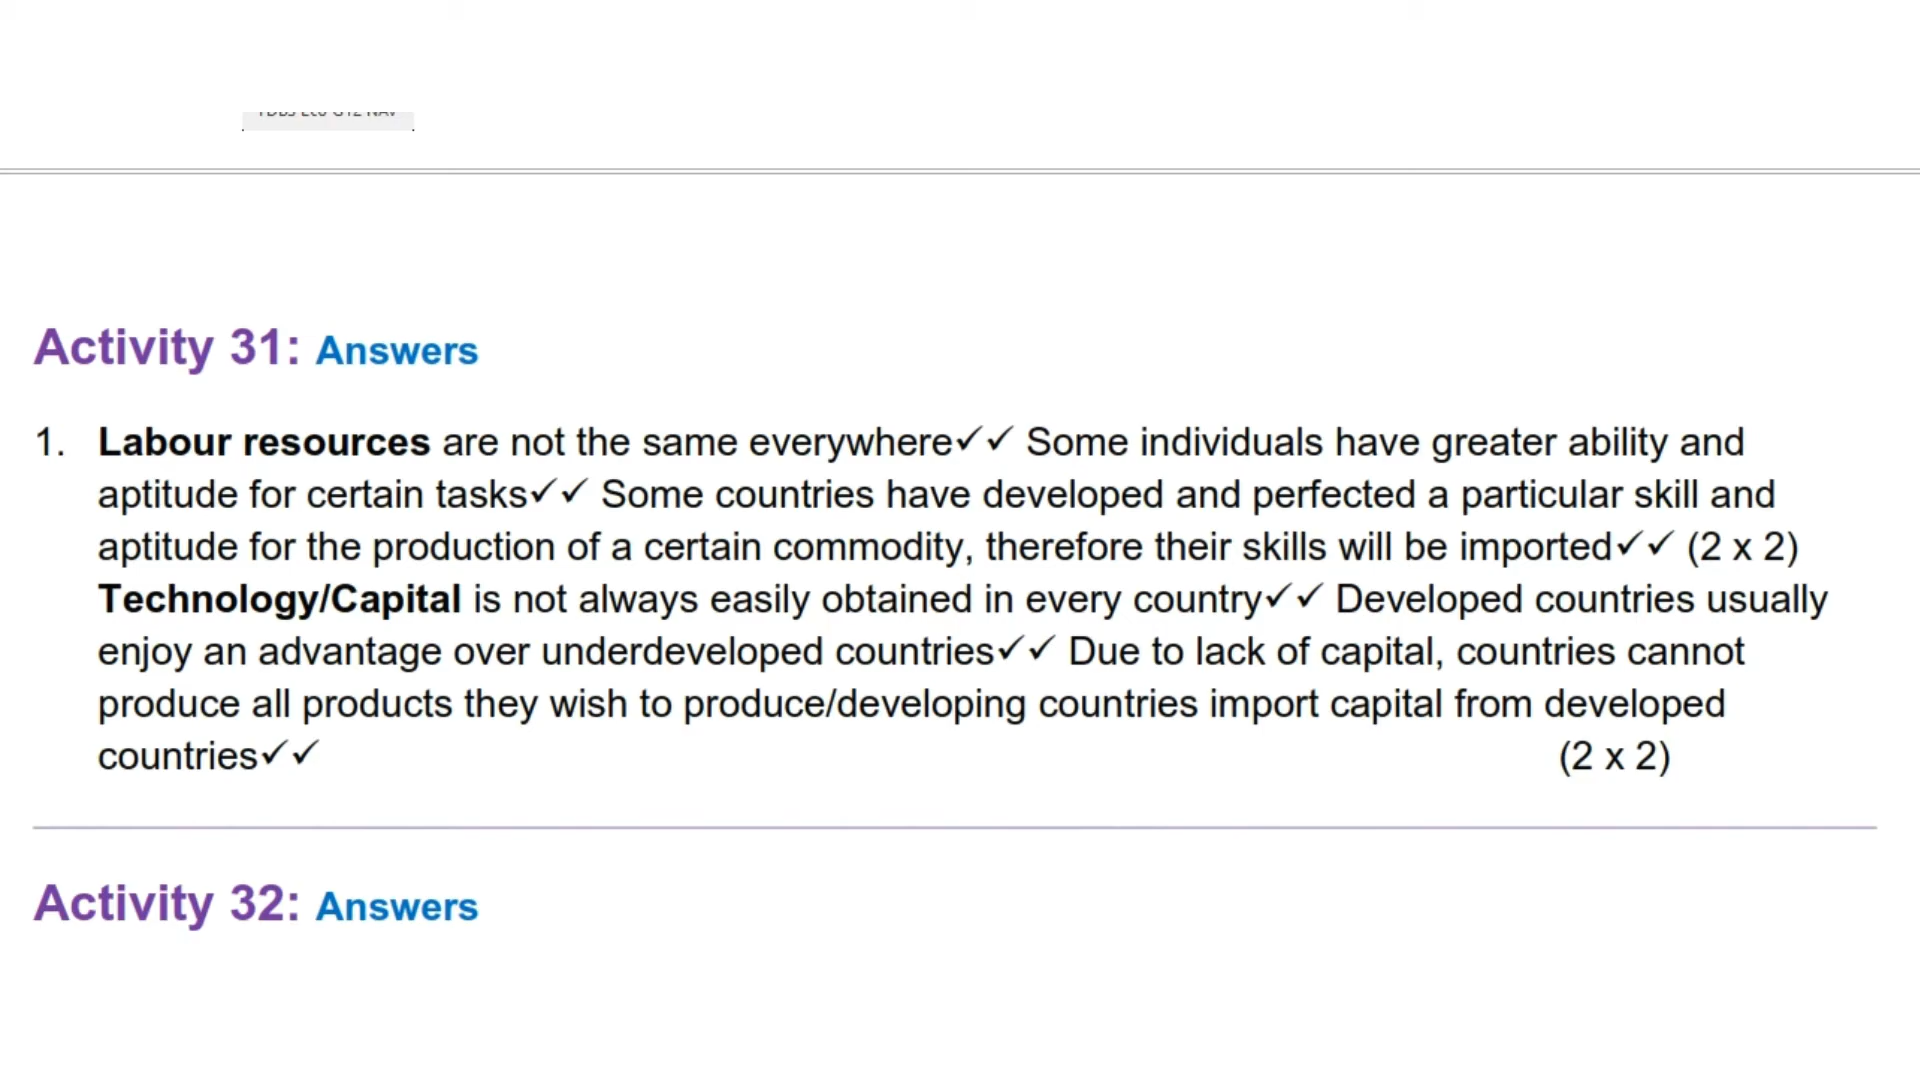 Activity 31: Answers
1. Labour resources are not the same everywhere✓✓ Some individuals have greater ability and
aptitude for certain tasks✓✓ Some countries have developed and perfected a particular skill and
aptitude for the production of a certain commodity, therefore their skills will be imported✓✓ (2 x 2)
Technology/Capital is not always easily obtained in every country✓✓ Developed countries usually
enjoy an advantage over underdeveloped countries✓✓ Due to lack of capital, countries cannot
produce all products they wish to produce/developing countries import capital from developed
countries✓✓ (2 x 2)
Activity 32: Answers